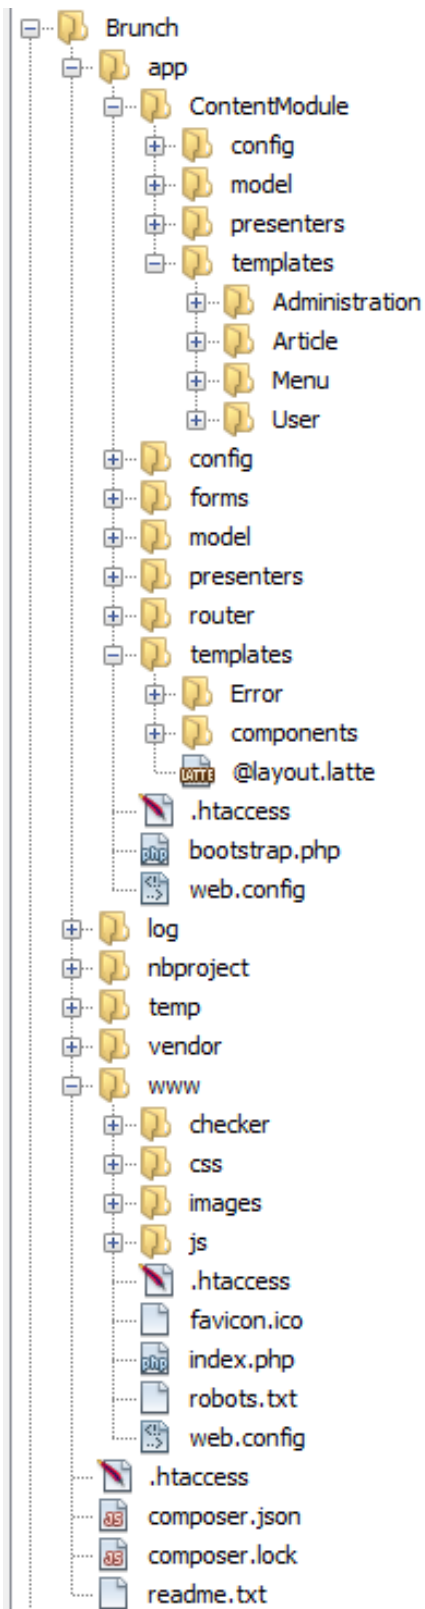 Brunch
app
ContentModule
config
model
presenters
templates
Administration
Article
Menu
User
config
forms
model
presenters
router
templates
Error
components
@layout.latte
.htaccess
bootstrap.php
web.config
log
nbproject
temp
vendor
www
checker
css
images
js
.htaccess
favicon.ico
index.php
robots.txt
web.config
.htaccess
composer.json
composer.lock
readme.txt